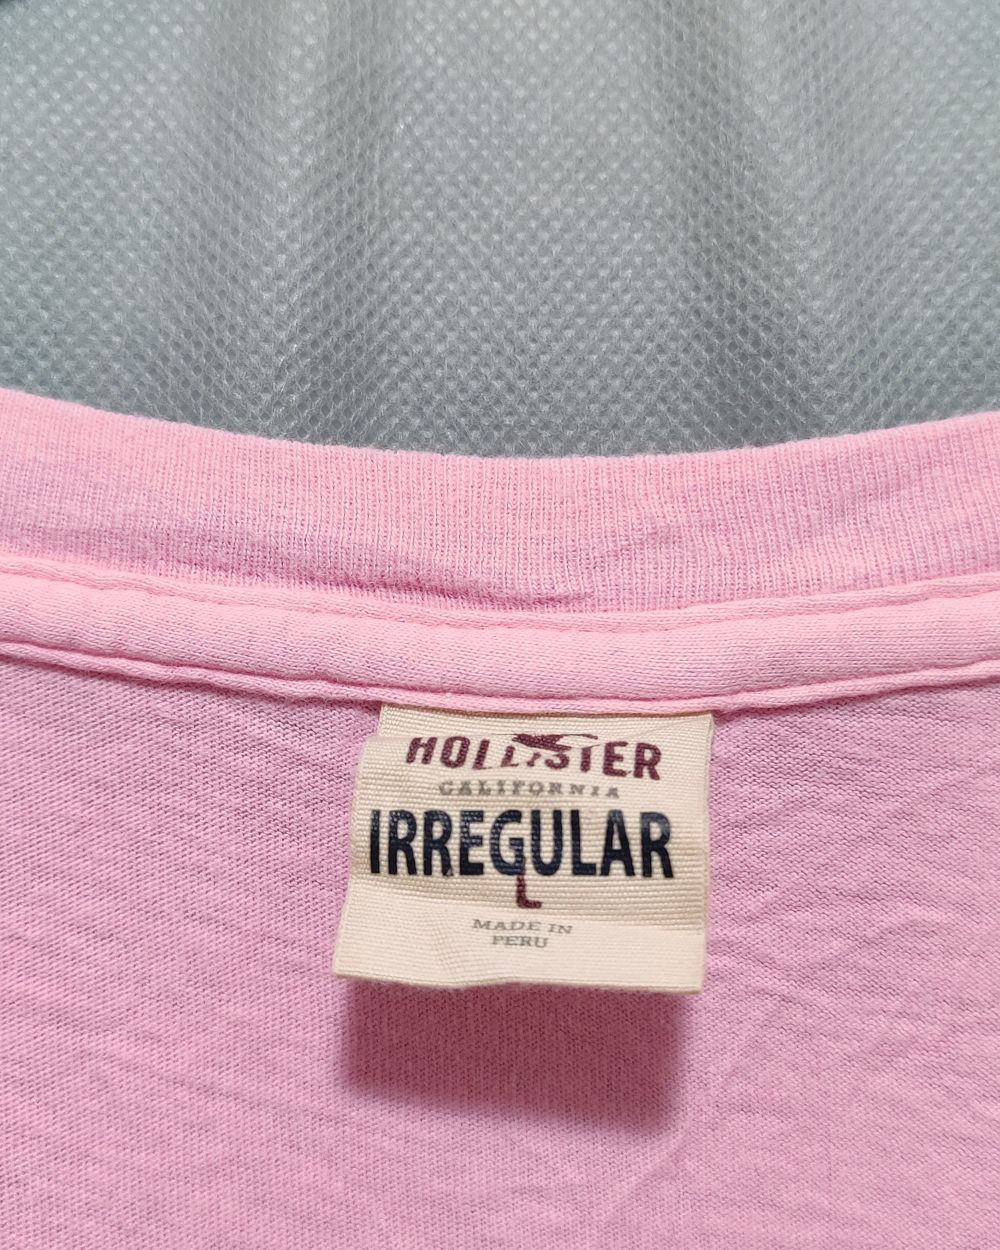 HOLLISTER
CALIFORNIA
IRREGULAR
L
MADE IN
PERU